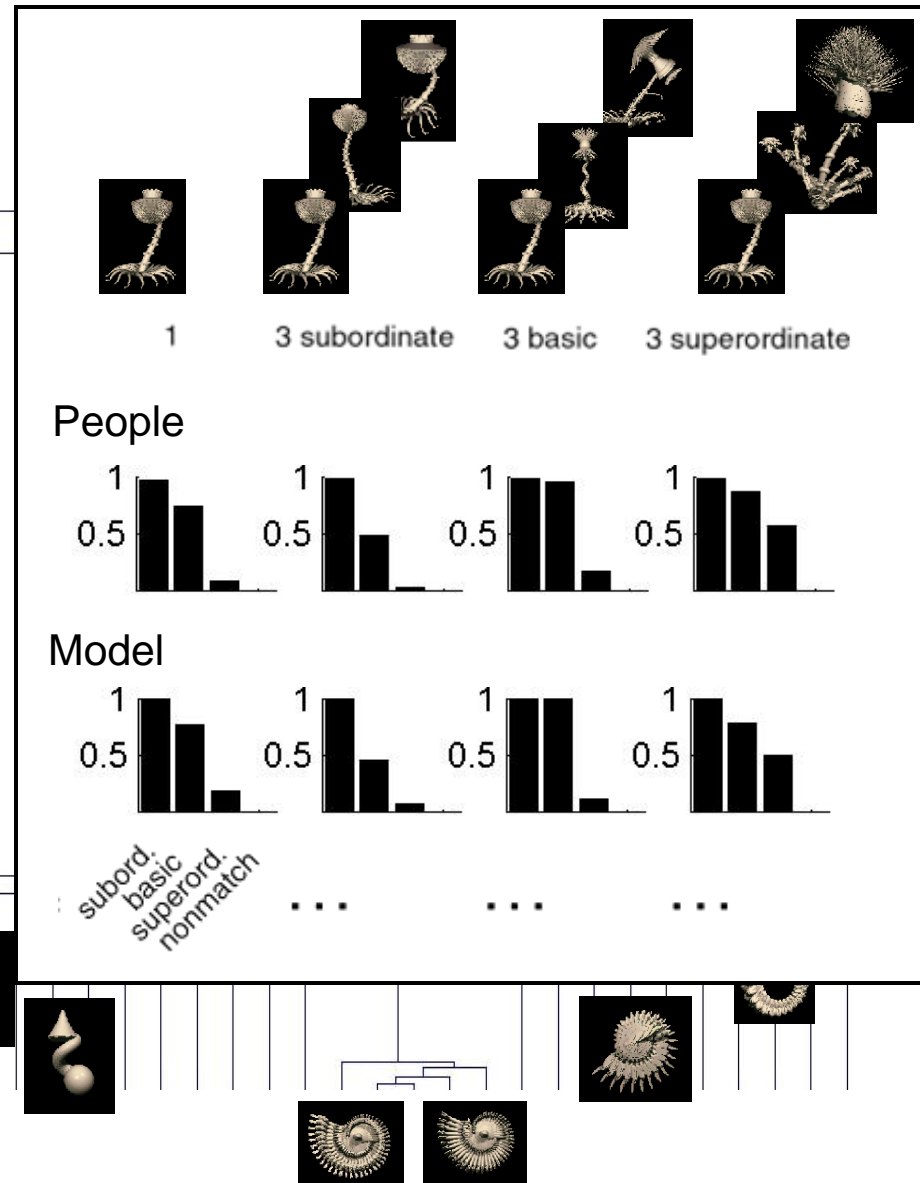 1 3 subordinate 3 basic 3 superordinate
People
1 1 1 1
0.5 0.5 0.5 0.5
Model
1 1 1 1
0.5 0.5 0.5 0.5
subord.
basic
superord.
nonmatch
... ... ...